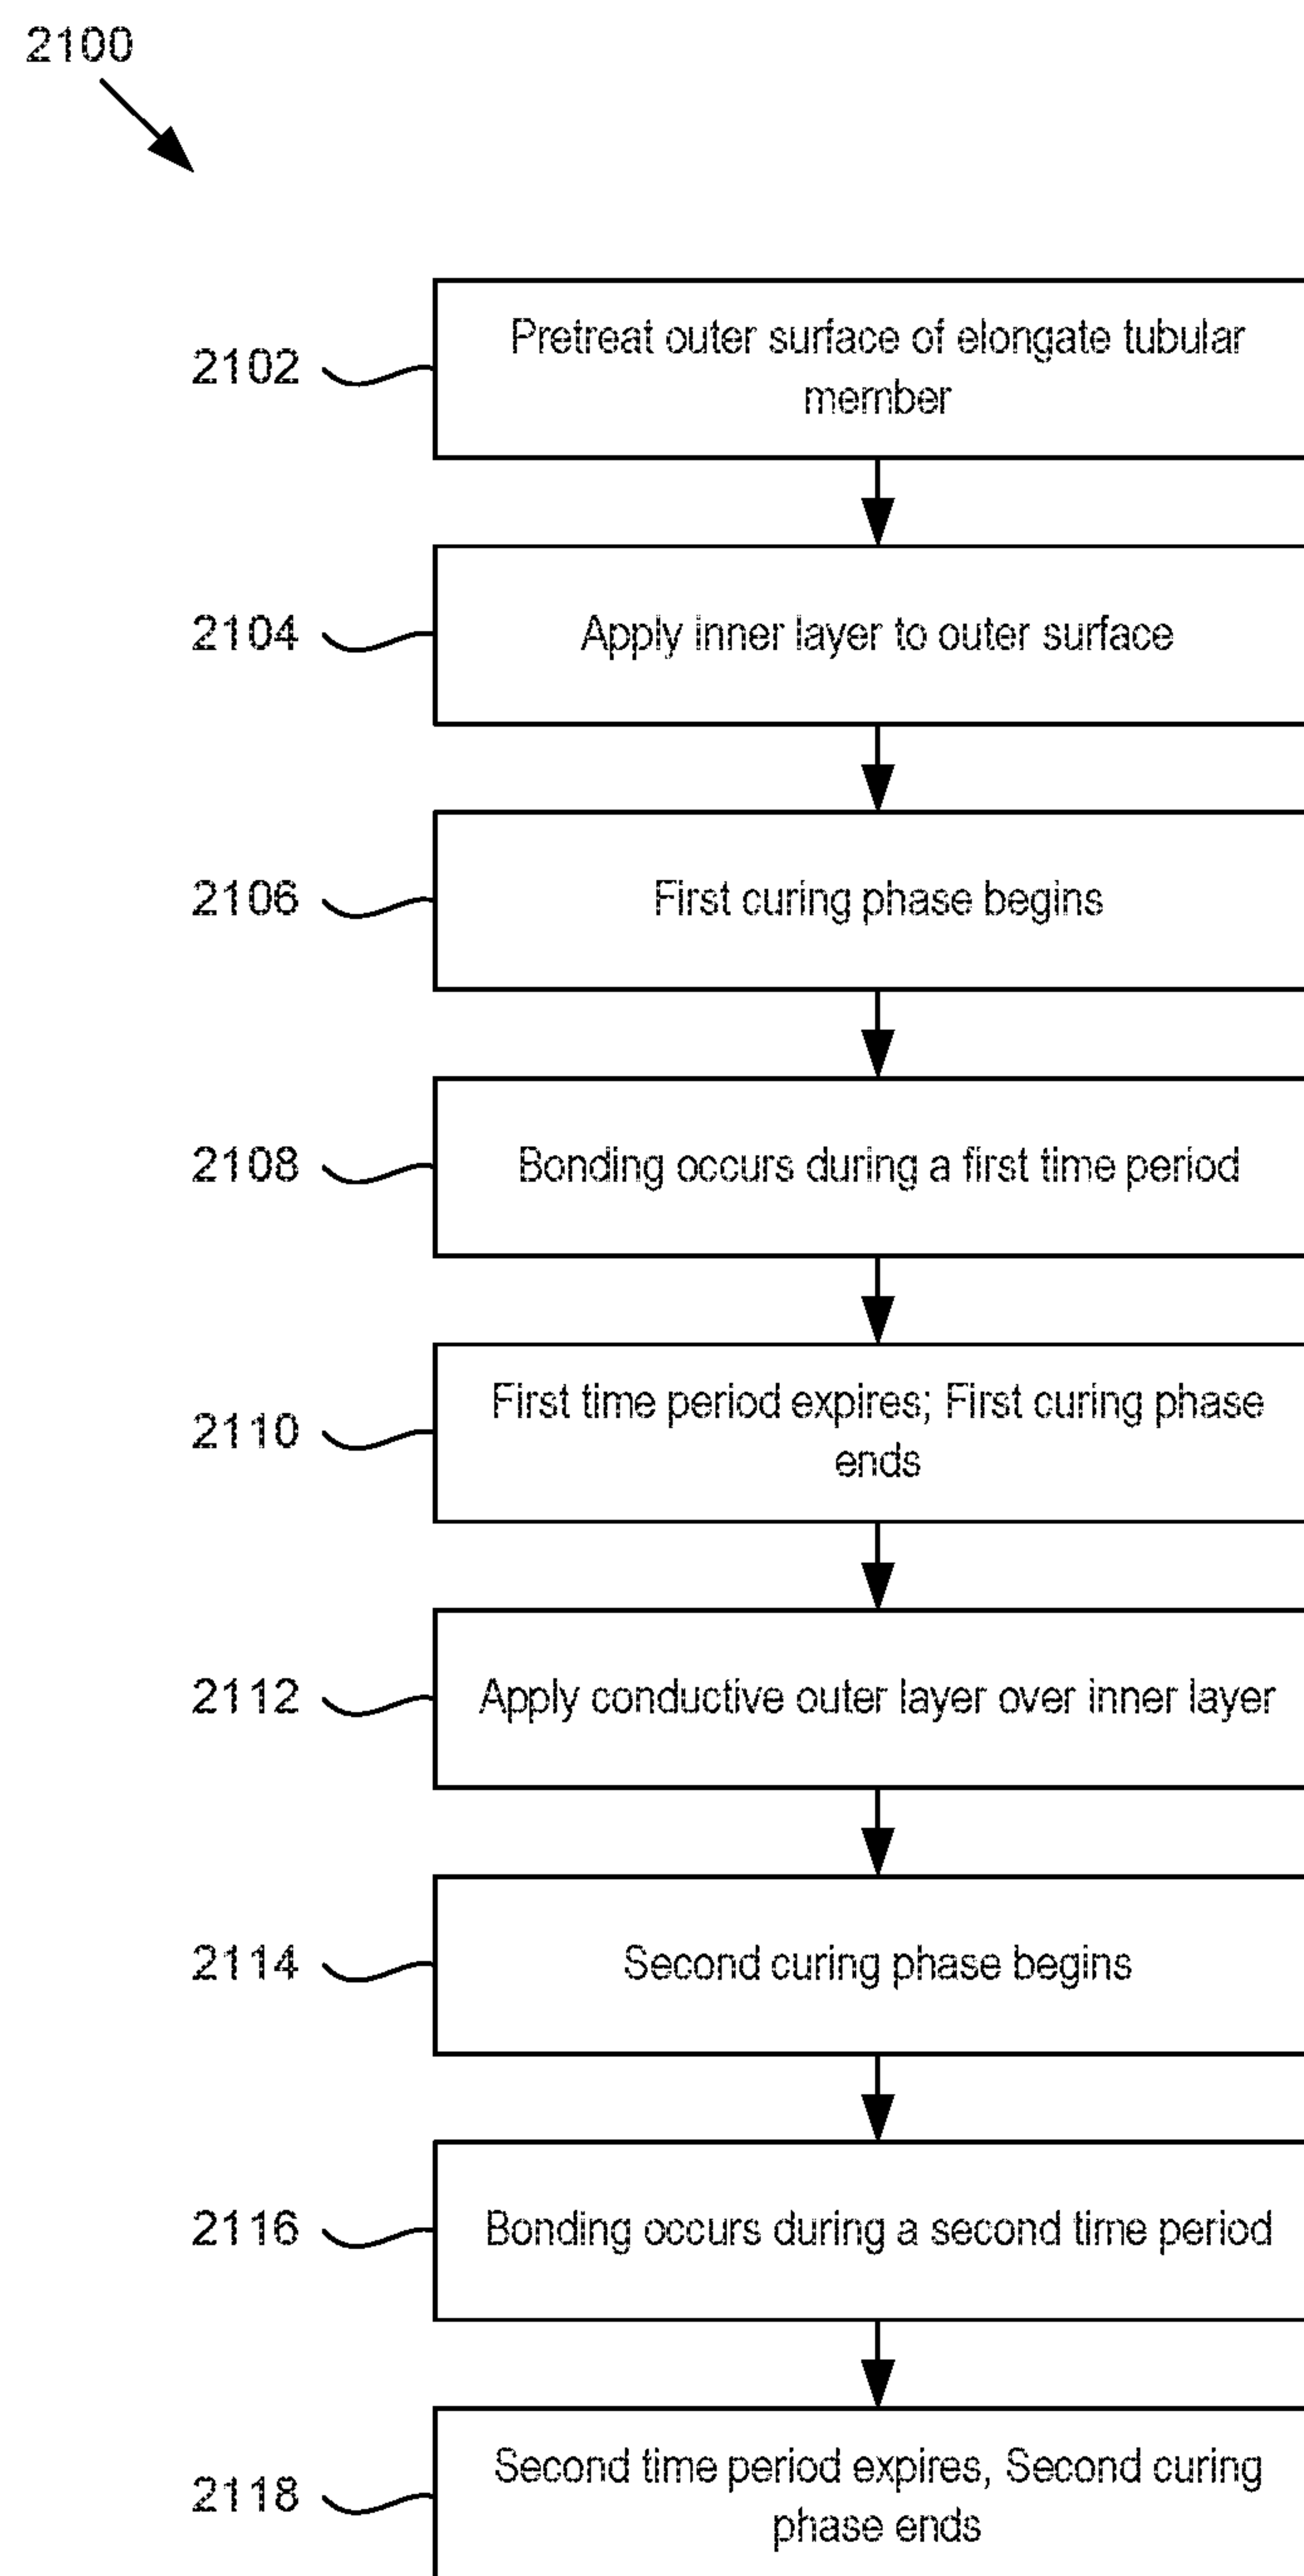 2100
2102
Pretreat outer surface of elongate tubular
member
2104
Apply inner layer to outer surface
2106
First curing phase begins
2108
Bonding occurs during a first time period
2110
First time period expires; First curing phase
ends
2112
Apply conductive outer layer over inner layer
2114
Second curing phase begins
2116
Bonding occurs during a second time period
2118
Second time period expires, Second curing
phase ends